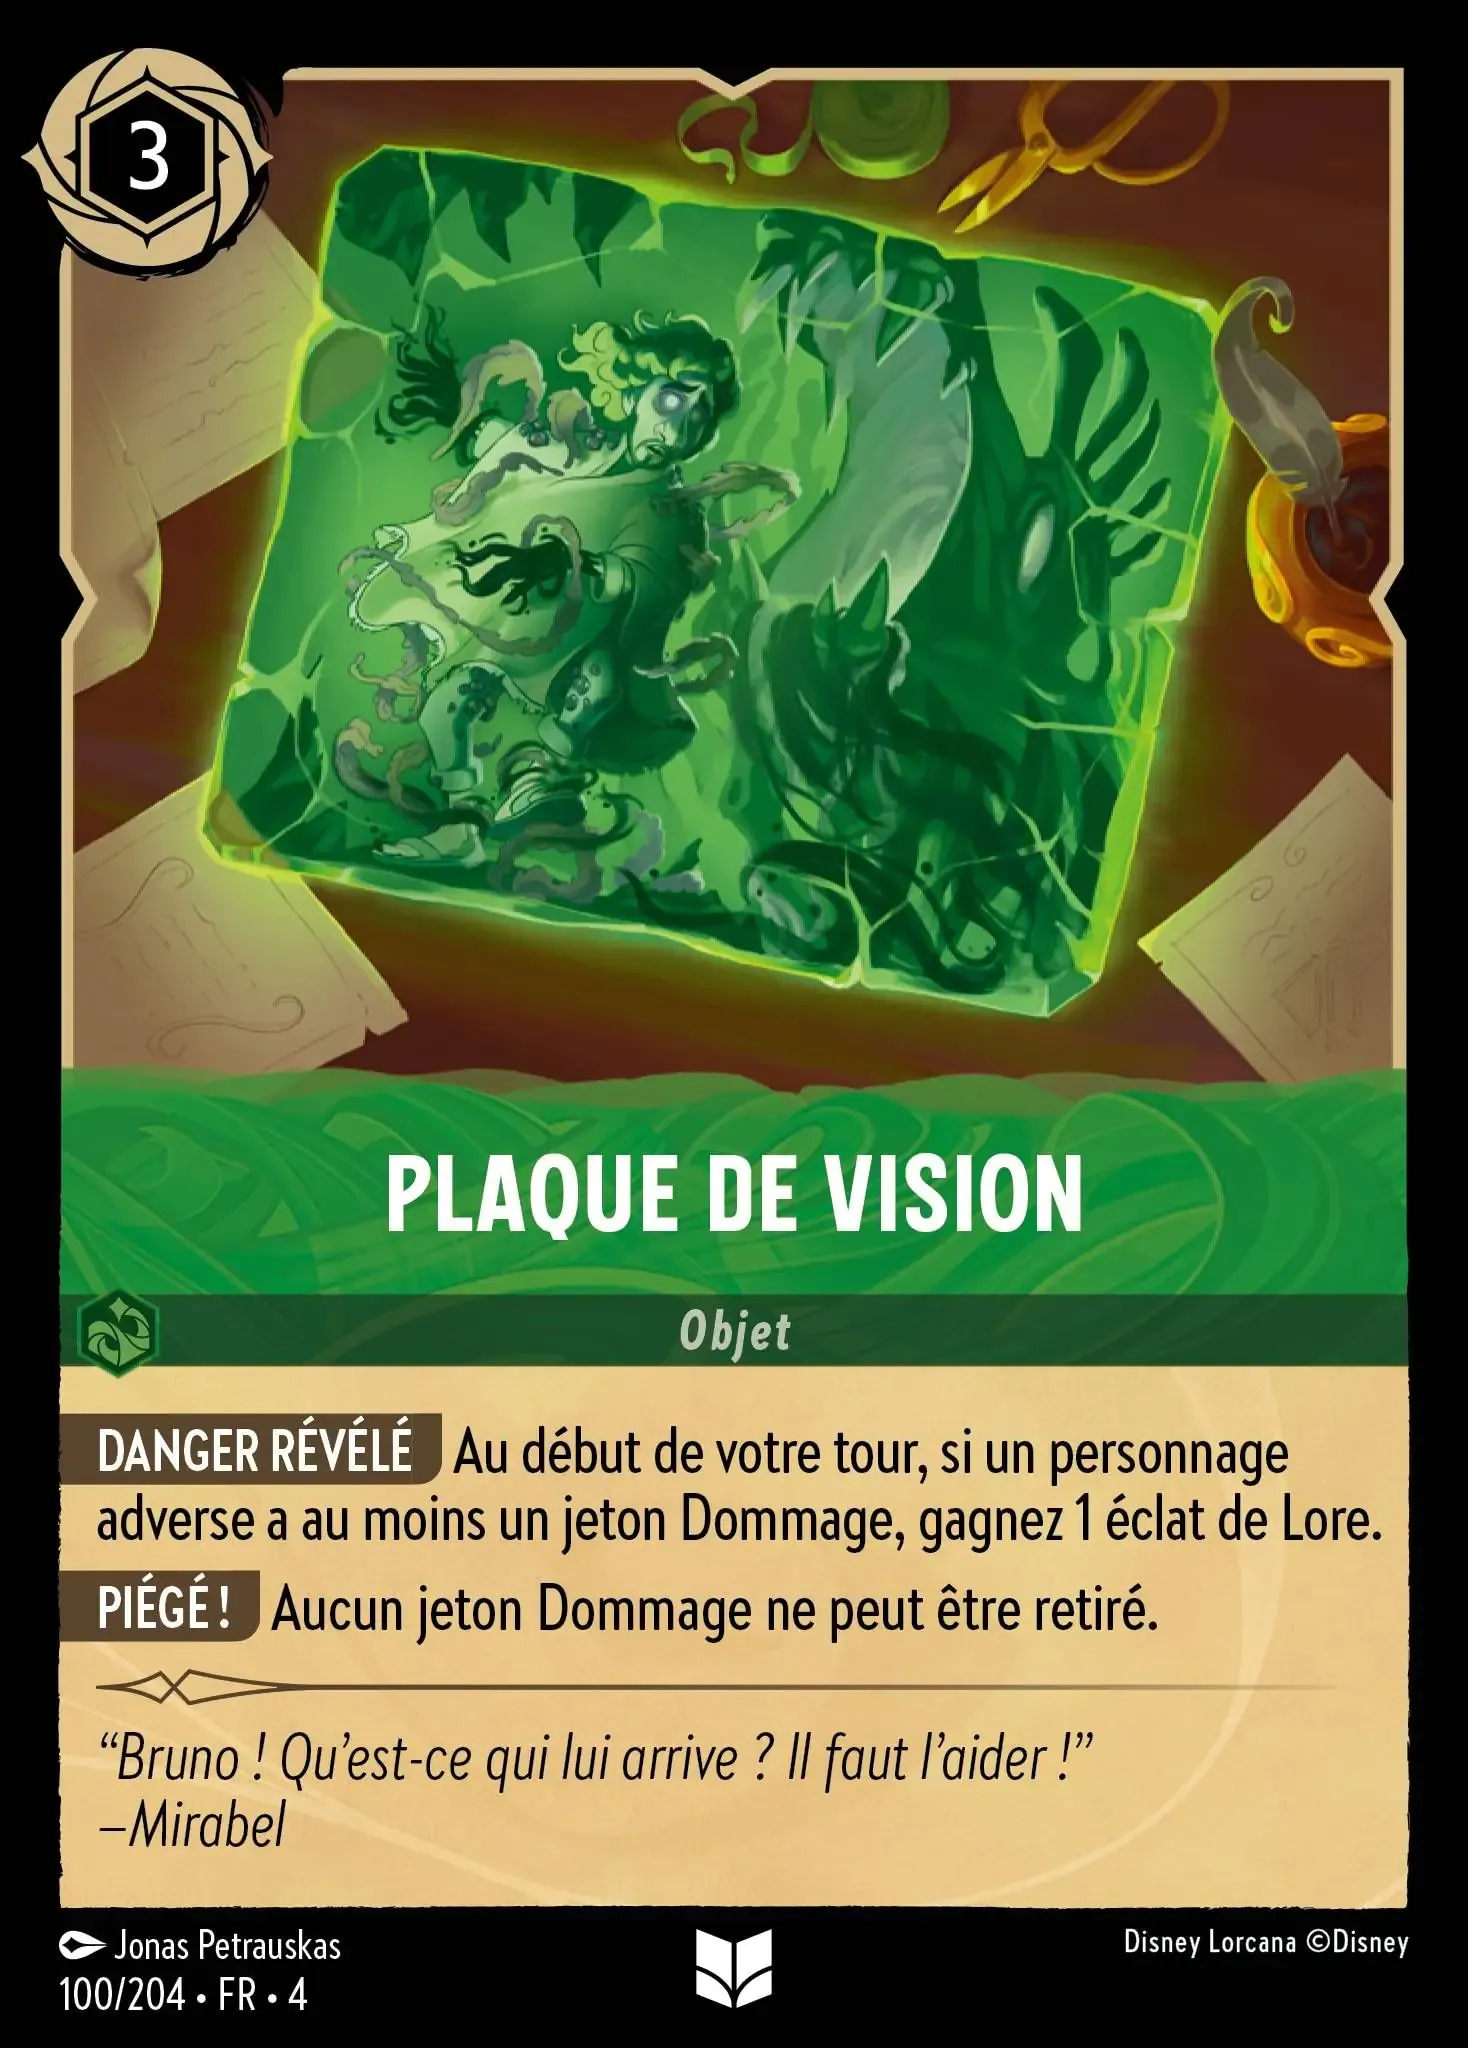 3
PLAQUE DE VISION
Objet
DANGER RÉVÉLÉ Au début de votre tour, si un personnage
adverse a au moins un jeton Dommage, gagnez 1 éclat de Lore.
PIÉGÉ ! Aucun jeton Dommage ne peut être retiré.
“Bruno ! Qu’est-ce qui lui arrive ? Il faut l’aider !”
–Mirabel
Jonas Petrauskas
Disney Lorcana ©Disney
100/204 • FR • 4